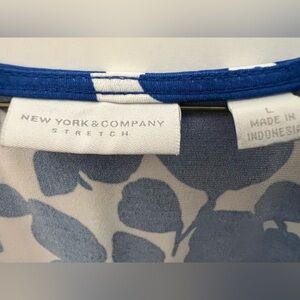 NEW YORK & COMPANY
STRETCH
L
MADE IN
INDONESIA